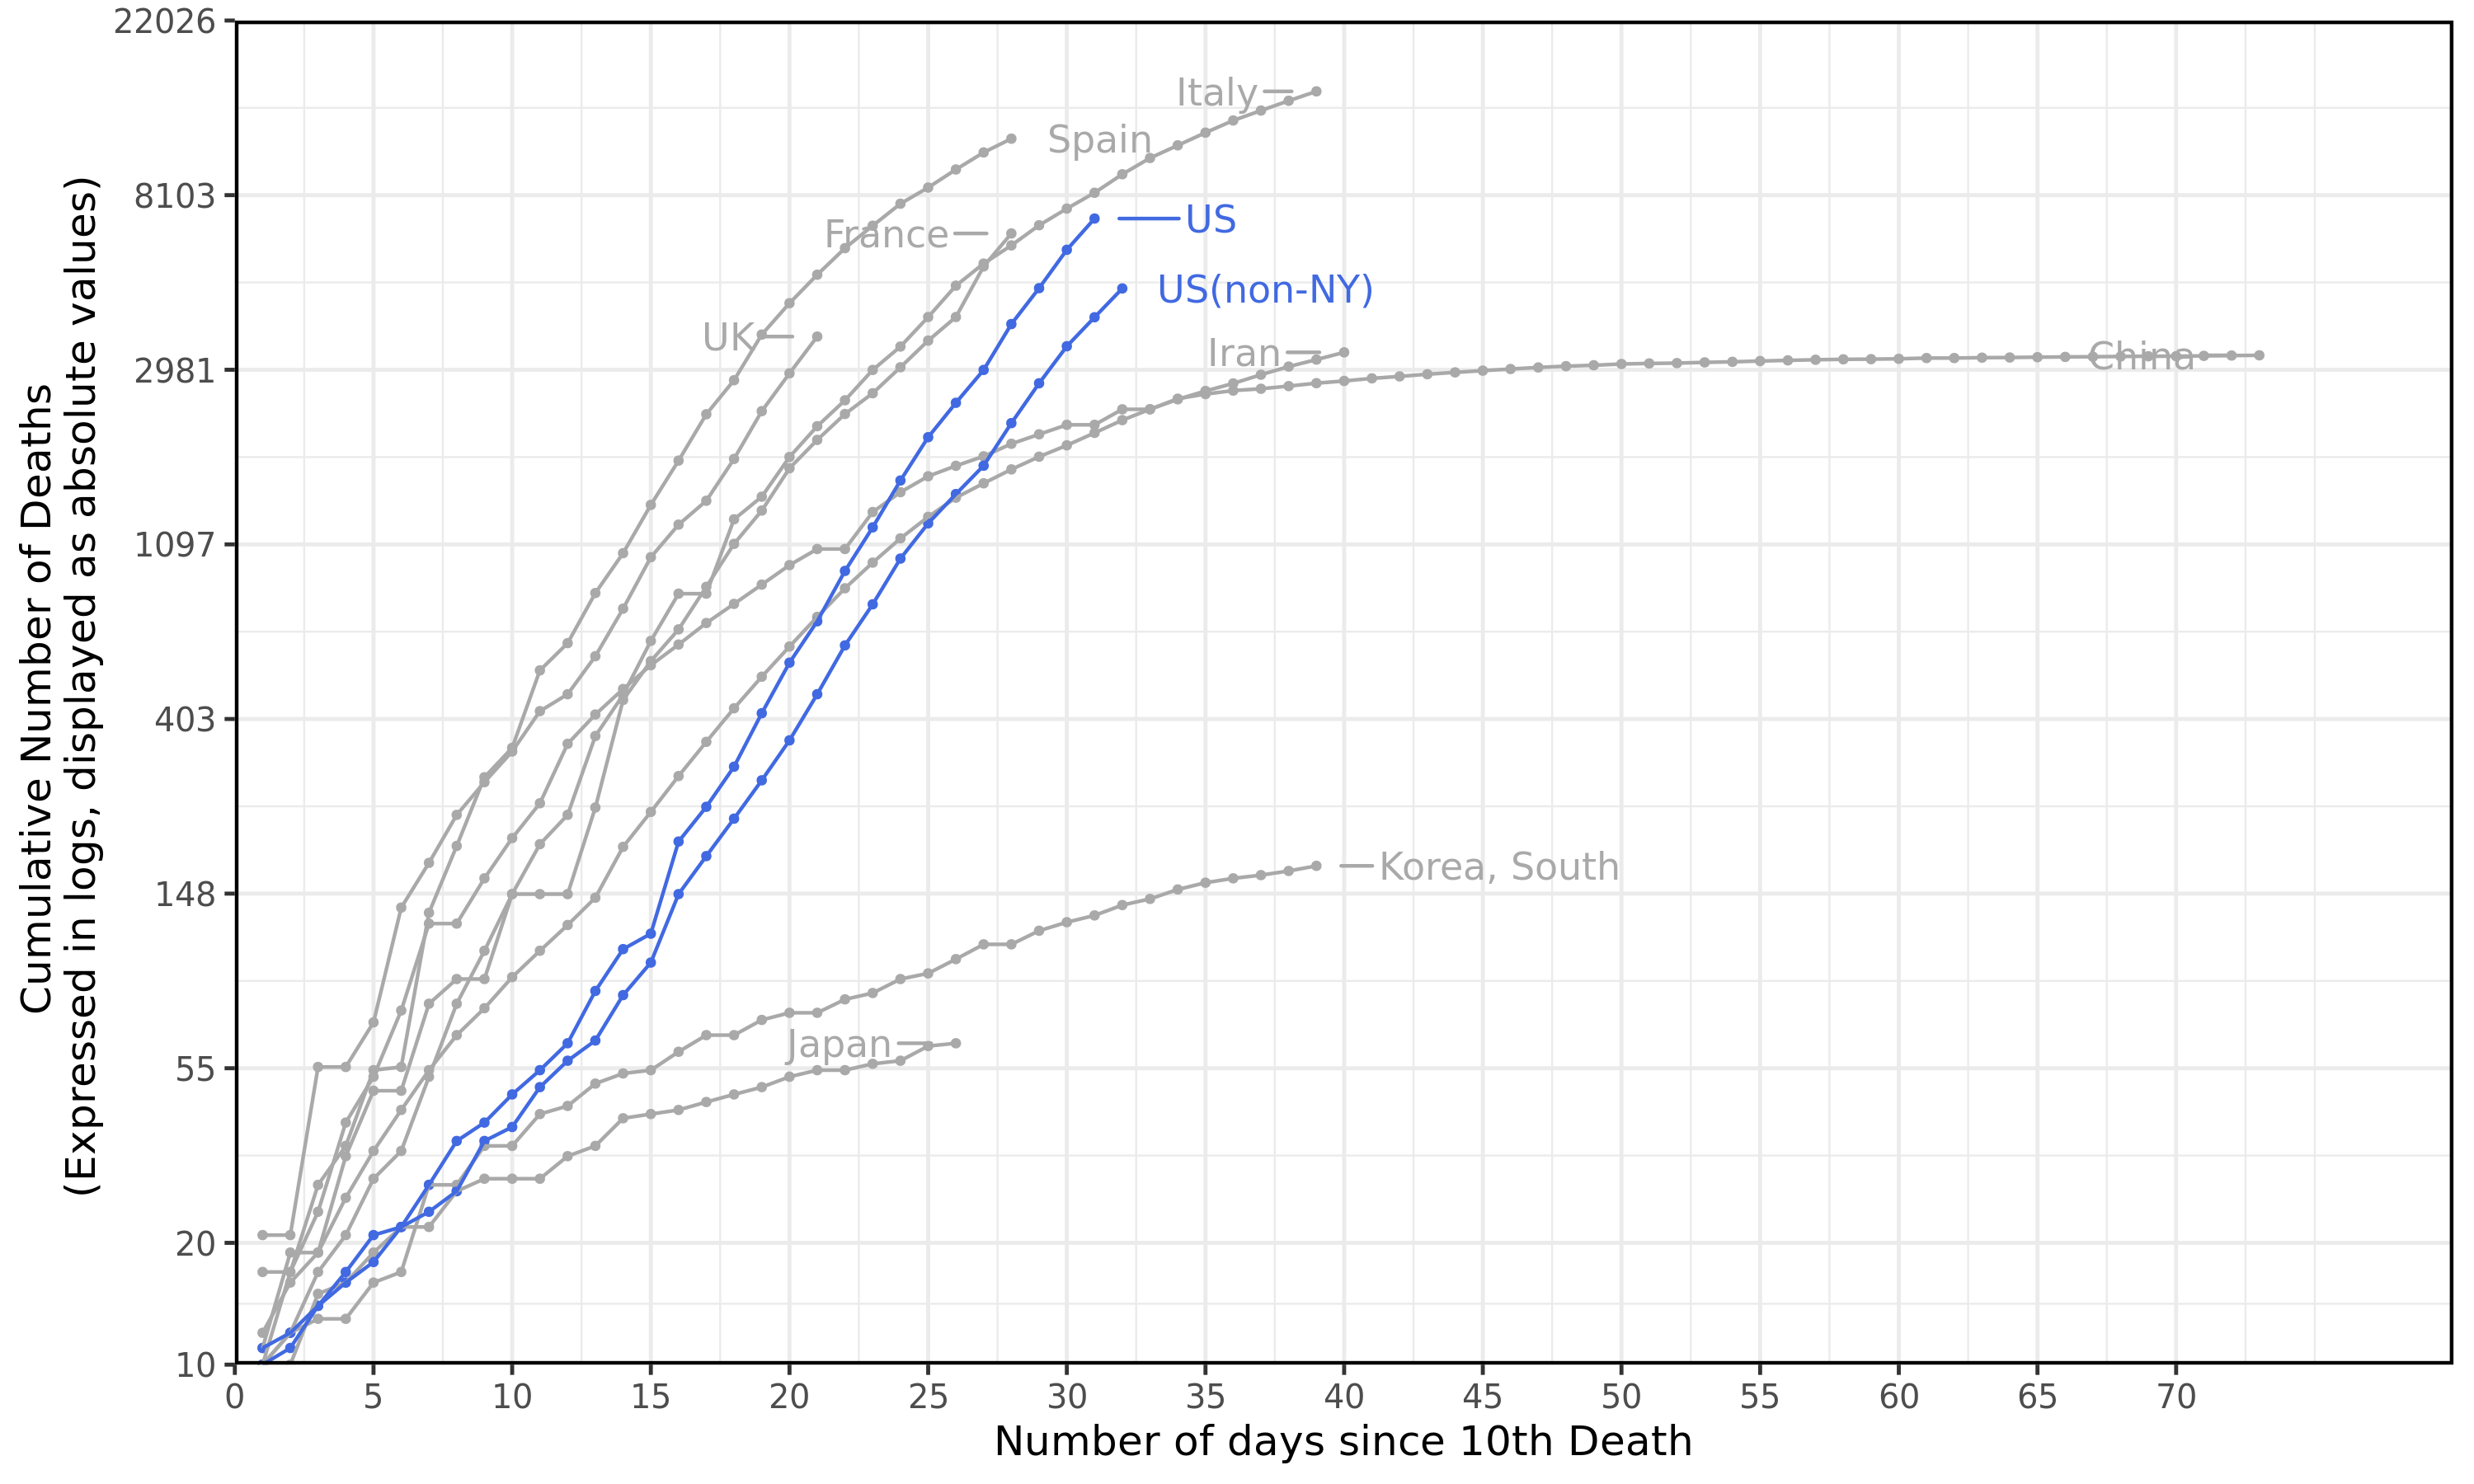 Cumulative Number of Deaths
(Expressed in logs, displayed as absolute values)
22026
8103
2981
1097
403
148
55
20
10
Italy
Spain
US
France
US(non-NY)
UK
Iran
China
Korea, South
Japan
0 5 10 15 20 25 30 35 40 45 50 55 60 65 70
Number of days since 10th Death